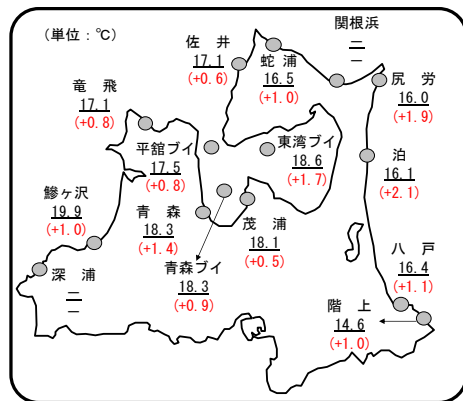 (単位：℃)
関根浜
二
一
佐 井
17.1
(+0.6)
蛇 浦
16.5
(+1.0)
尻 労
16.0
(+1.9)
竜 飛
17.1
(+0.8)
平舘ブイ
17.5
(+0.8)
東湾ブイ
18.6
(+1.7)
泊
16.1
(+2.1)
鰺ヶ沢
19.9
(+1.0)
青 森
18.3
(+1.4)
茂 浦
18.1
(+0.5)
深 浦
二
一
青森ブイ
18.3
(+0.9)
八 戸
16.4
(+1.1)
階 上
14.6
(+1.0)